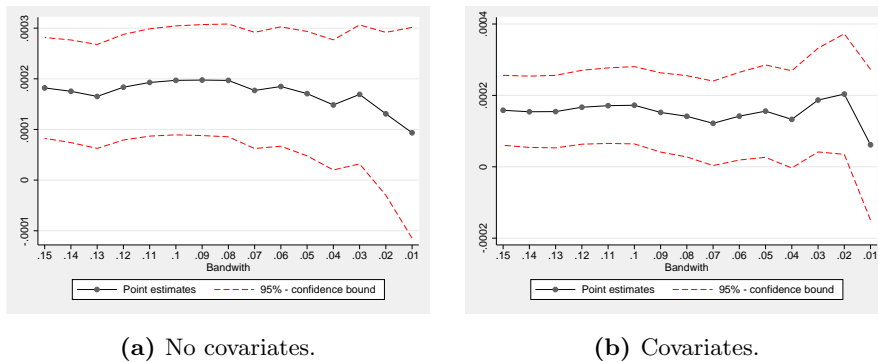 .0003
.0002
.0001
0
-.0001
.15 .14 .13 .12 .11 .1 .09 .08 .07 .06 .05 .04 .03 .02 .01
Bandwith
Point estimates 95% - confidence bound
(a) No covariates.
.0004
.0002
0
-.0002
.15 .14 .13 .12 .11 .1 .09 .08 .07 .06 .05 .04 .03 .02 .01
Bandwith
Point estimates 95% - confidence bound
(b) Covariates.